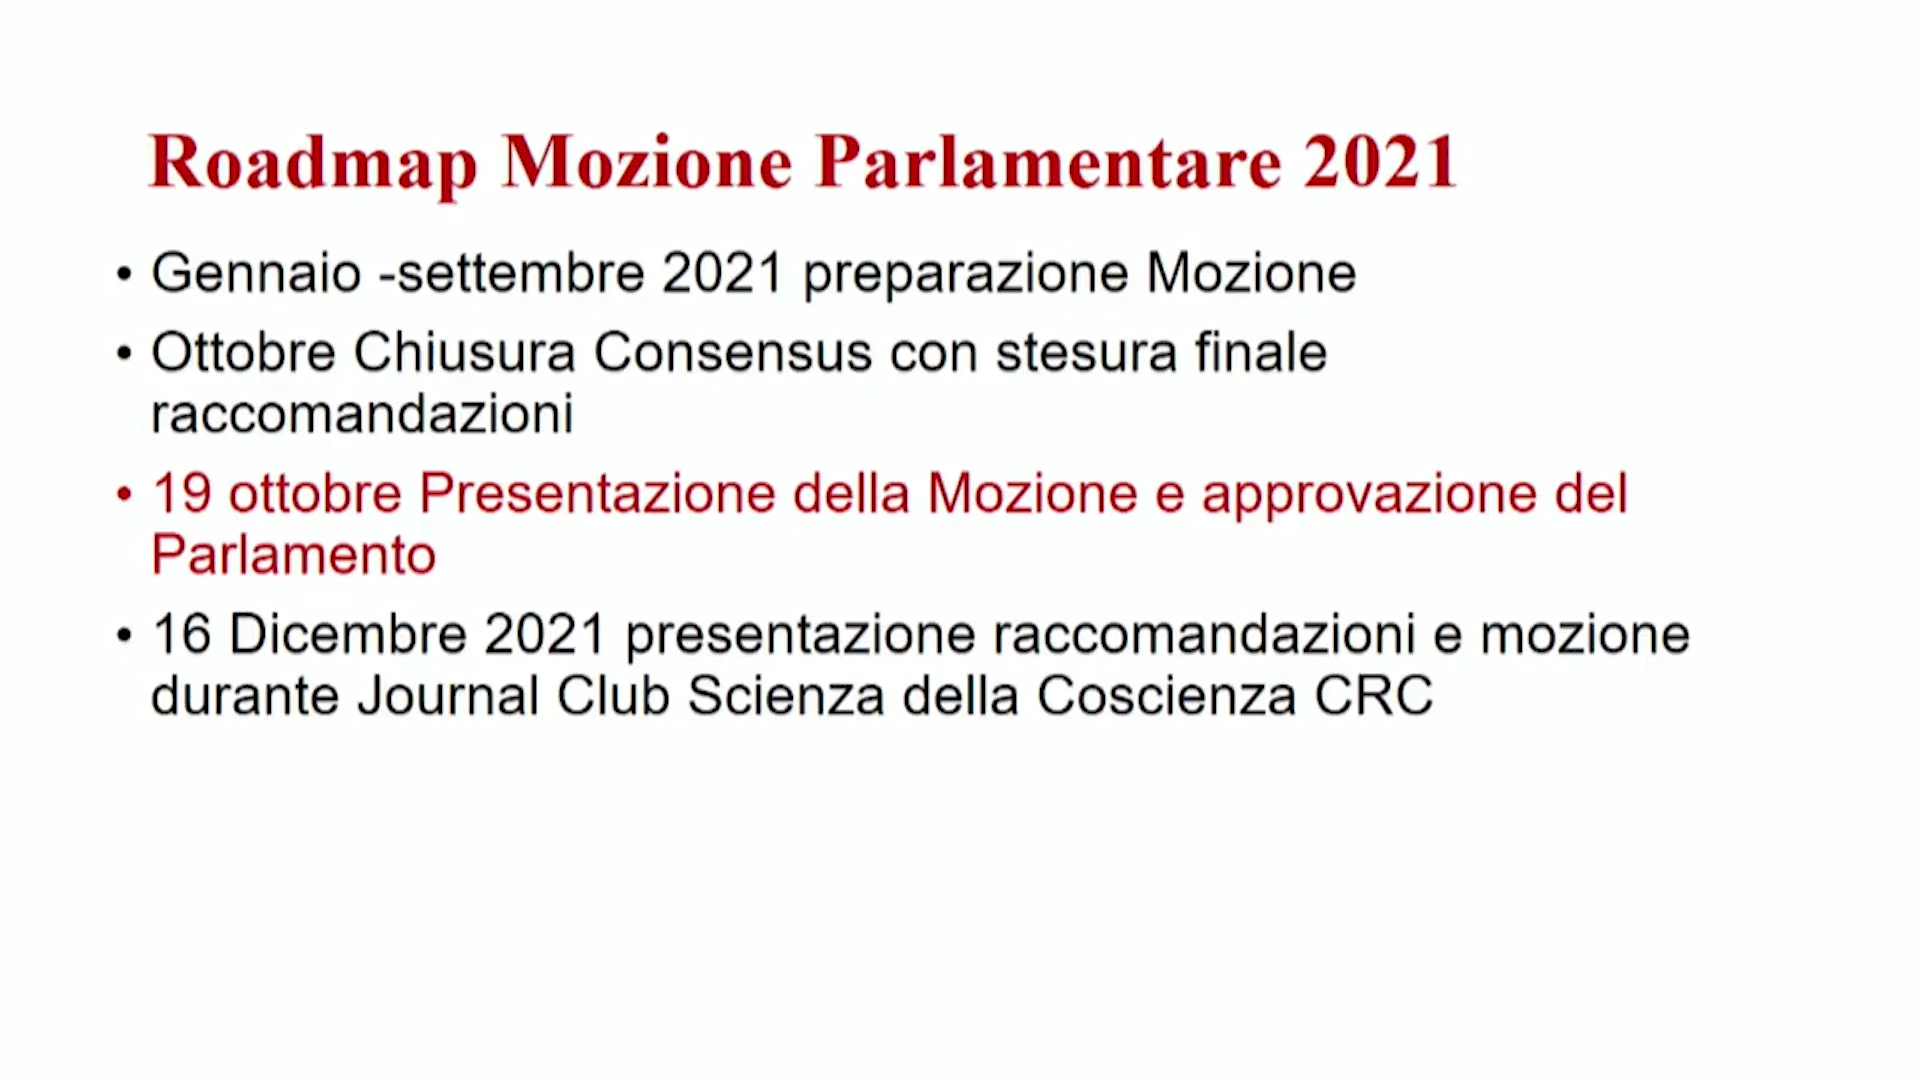 Roadmap Mozione Parlamentare 2021
• Gennaio -settembre 2021 preparazione Mozione
• Ottobre Chiusura Consensus con stesura finale
raccomandazioni
• 19 ottobre Presentazione della Mozione e approvazione del
Parlamento
• 16 Dicembre 2021 presentazione raccomandazioni e mozione
durante Journal Club Scienza della Coscienza CRC